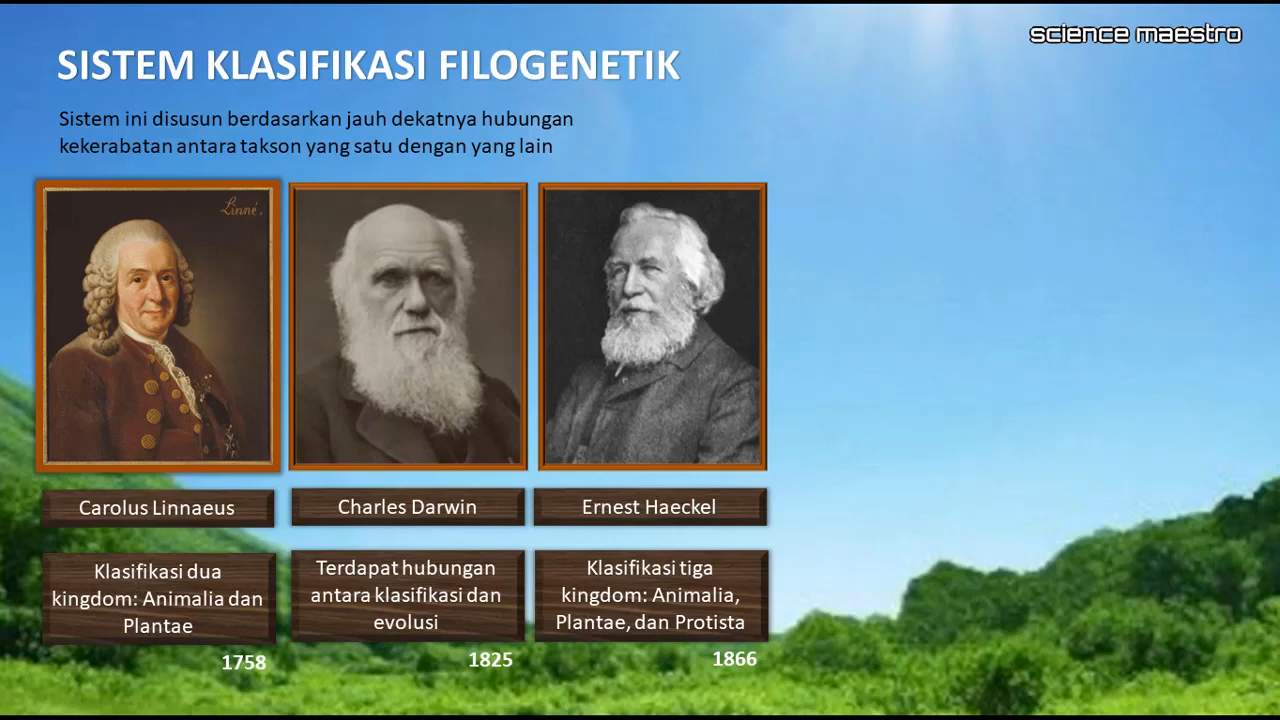 science maestro
SISTEM KLASIFIKASI FILOGENETIK
Sistem ini disusun berdasarkan jauh dekatnya hubungan
kekerabatan antara takson yang satu dengan yang lain
Linné.
Carolus Linnaeus
Charles Darwin
Ernest Haeckel
Klasifikasi dua
kingdom: Animalia dan
Plantae
1758
Terdapat hubungan
antara klasifikasi dan
evolusi
1825
Klasifikasi tiga
kingdom: Animalia,
Plantae, dan Protista
1866